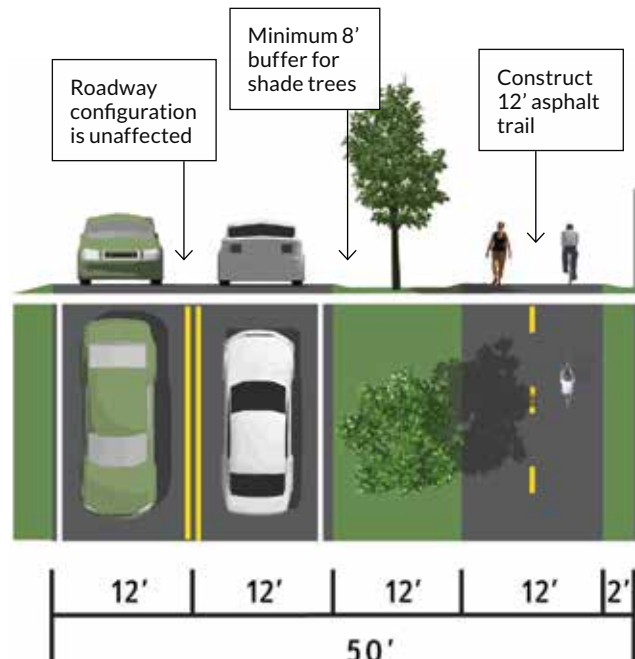 Roadway
configuration
is unaffected
Minimum 8'
buffer for
shade trees
Construct
12' asphalt
trail
12' 12' 12' 12' 2'
50'